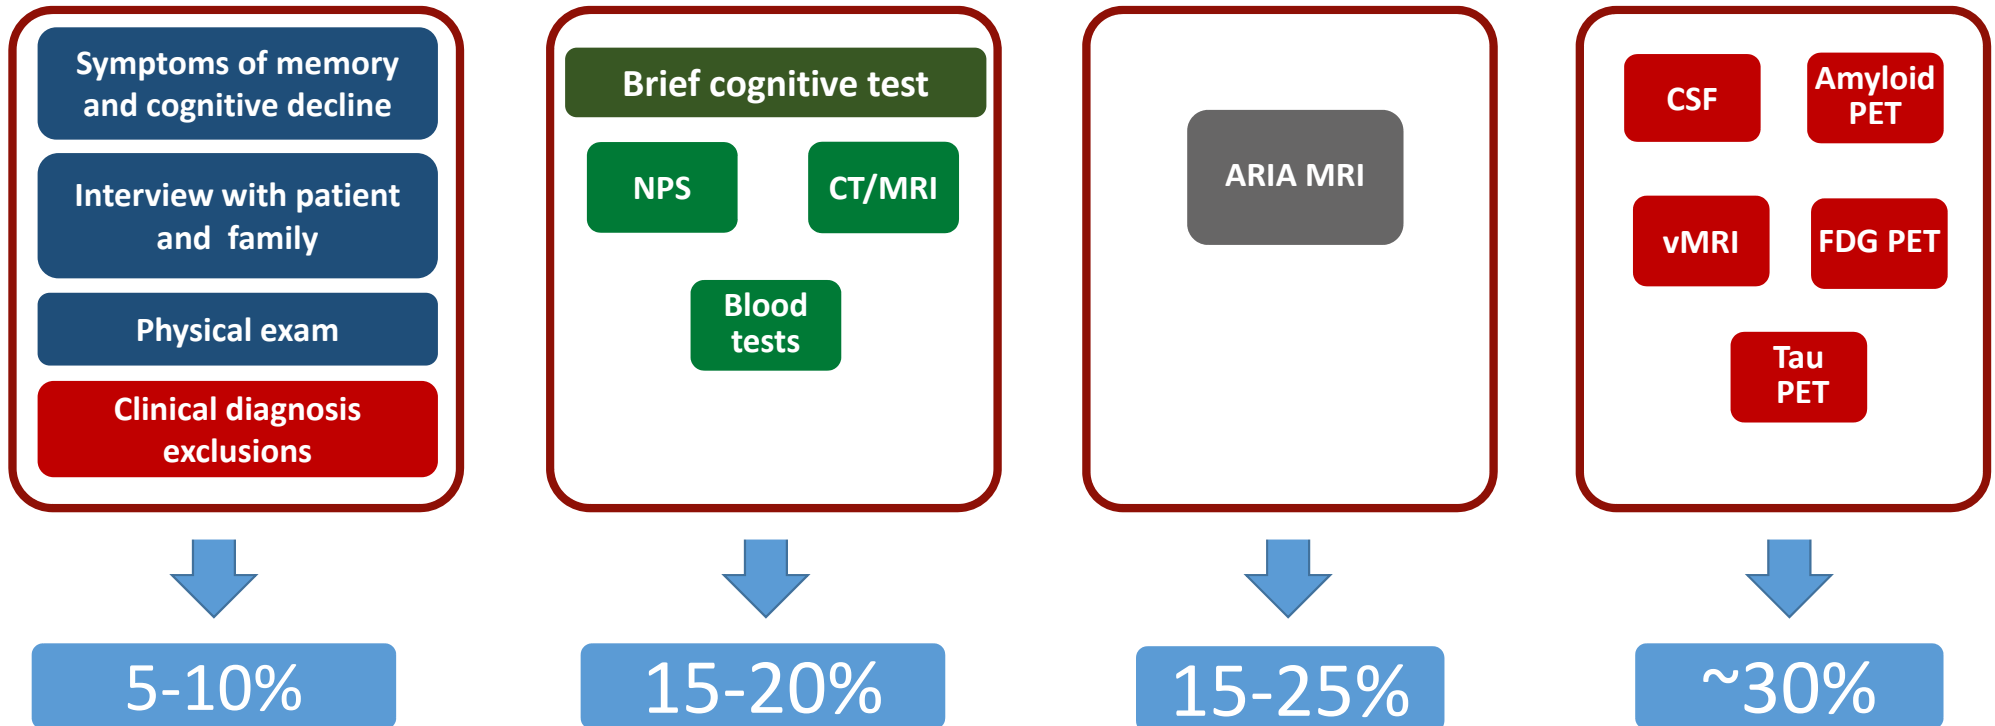 Symptoms of memory
and cognitive decline
Interview with patient
and family
Physical exam
Clinical diagnosis
exclusions
5-10%
Brief cognitive test
NPS
CT/MRI
Blood
tests
15-20%
ARIA MRI
15-25%
CSF
Amyloid
PET
vMRI
FDG PET
Tau
PET
~30%